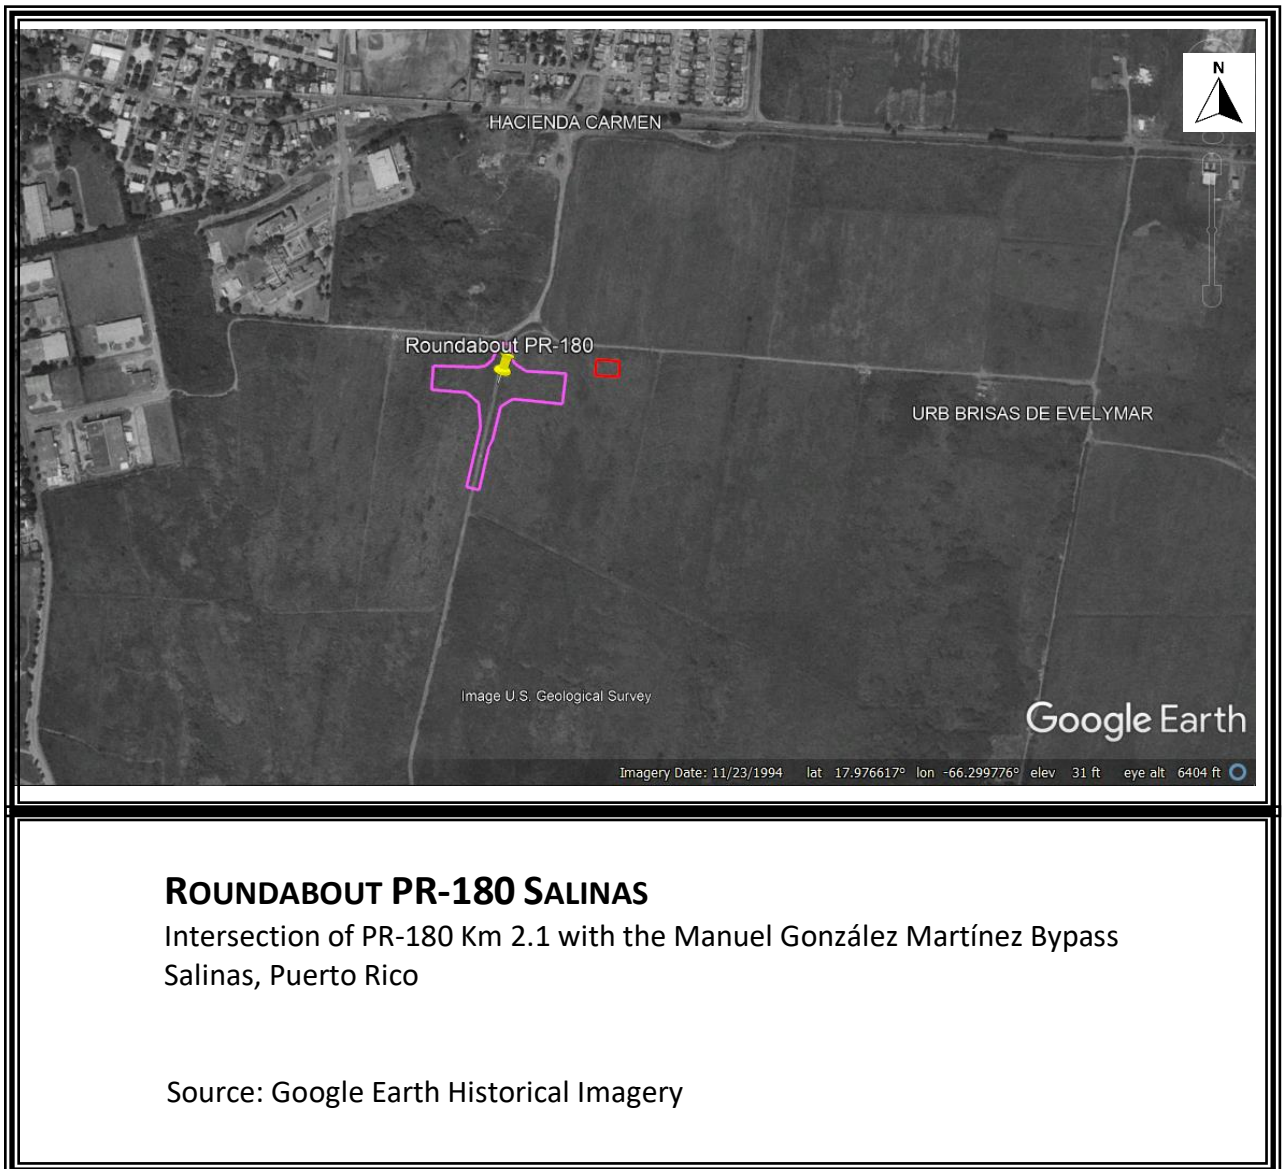 N
HACIENDA CARMEN
Roundabout PR-180
URB BRISAS DE EVELYMAR
Image U.S. Geological Survey
Google Earth
Imagery Date: 11/23/1994 lat 17.976617° lon -66.299776° elev 31 ft eye alt 6404 ft
ROUNDABOUT PR-180 SALINAS
Intersection of PR-180 Km 2.1 with the Manuel González Martínez Bypass
Salinas, Puerto Rico
Source: Google Earth Historical Imagery